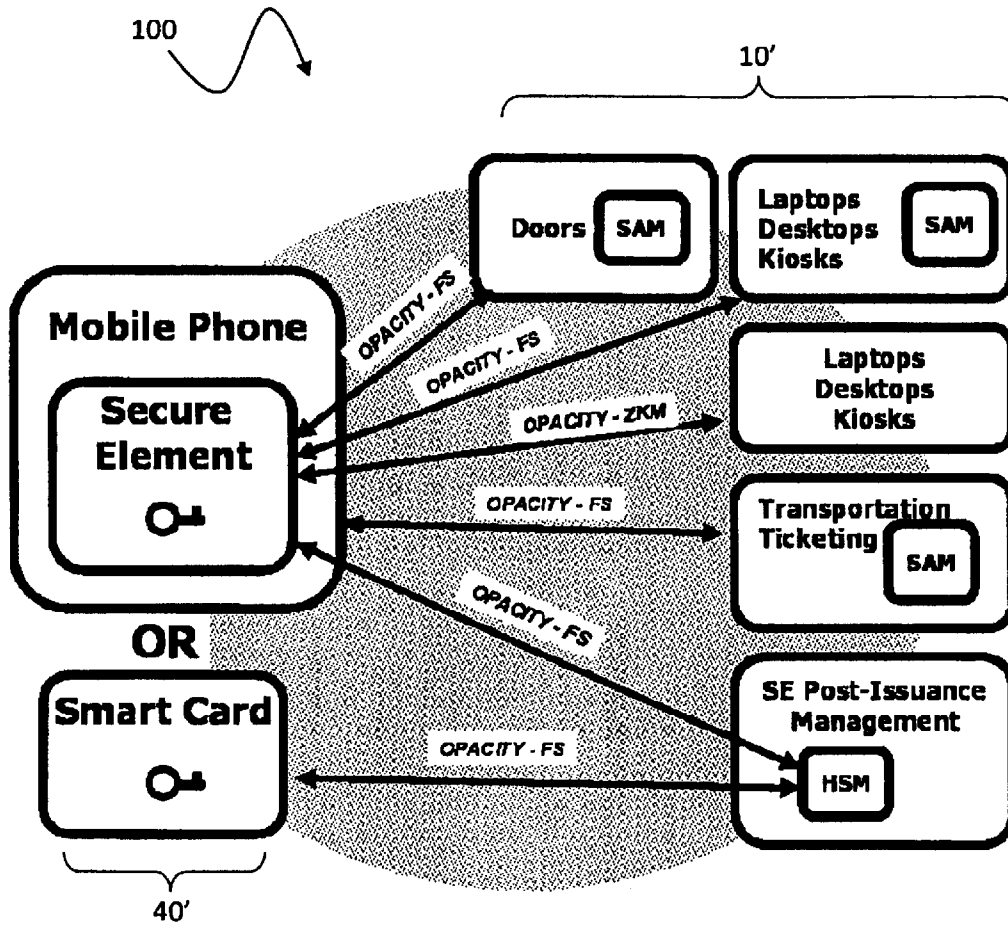 100
10'
Doors
SAM
Laptops
Desktops
Kiosks
SAM
Mobile Phone
Secure
Element
OPACITY - FS
OPACITY - FS
OPACITY - ZKM
OPACITY - FS
OPACITY - FS
OPACITY - FS
Laptops
Desktops
Kiosks
Transportation
Ticketing
SAM
OR
Smart Card
SE Post-Issuance
Management
HSM
40'